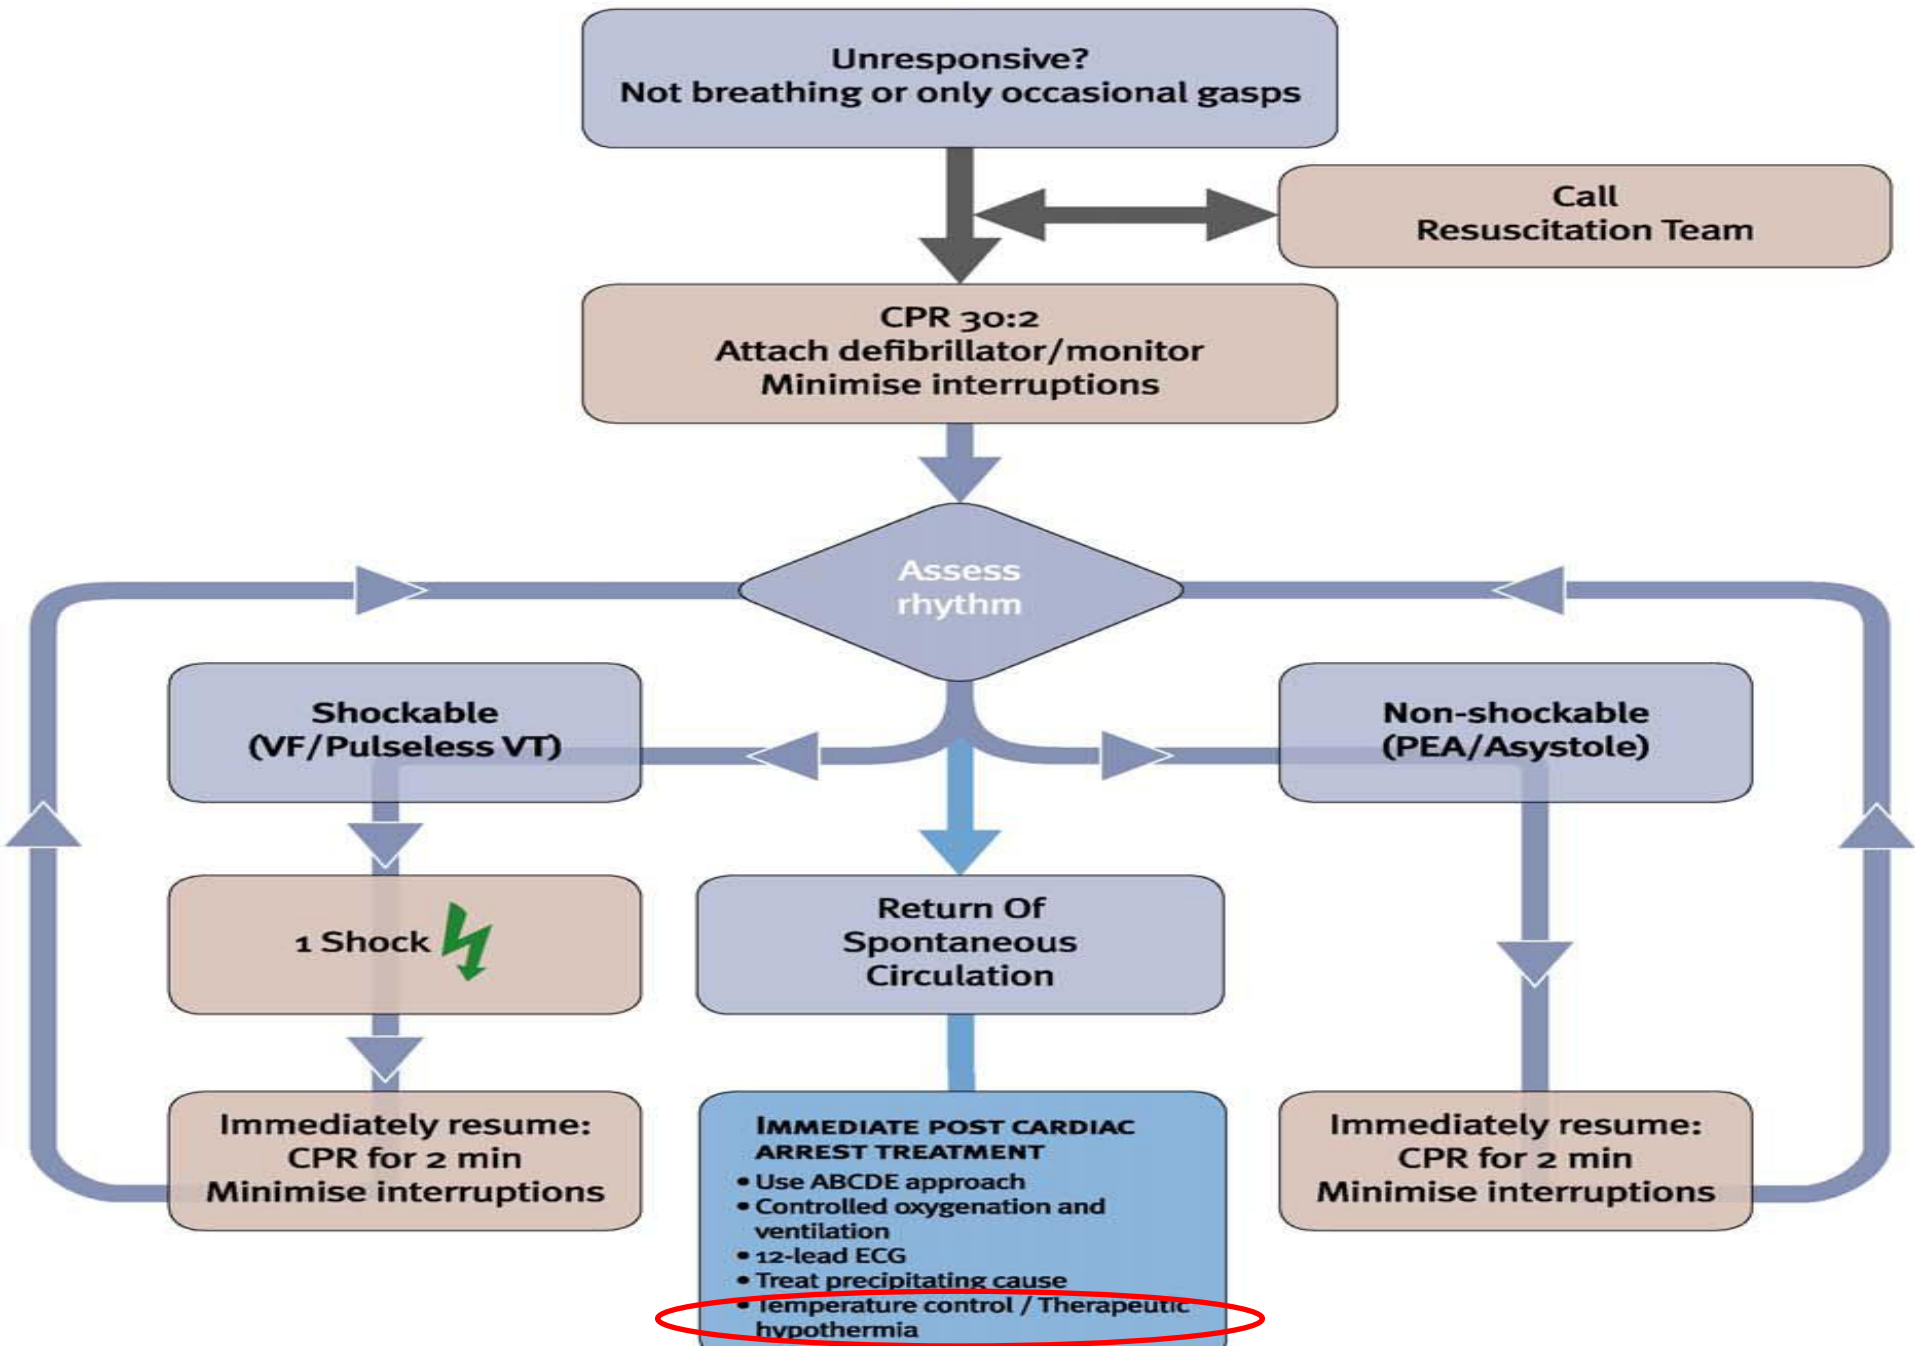 Unresponsive?
Not breathing or only occasional gasps
Call
Resuscitation Team
CPR 30:2
Attach defibrillator/monitor
Minimise interruptions
Assess
rhythm
Shockable
(VF/Pulseless VT)
Non-shockable
(PEA/Asystole)
1 Shock
Return Of
Spontaneous
Circulation
Immediately resume:
CPR for 2 min
Minimise interruptions
IMMEDIATE POST CARDIAC
ARREST TREATMENT
• Use ABCDE approach
• Controlled oxygenation and
ventilation
• 12-lead ECG
• Treat precipitating cause
• Temperature control / Therapeutic
hypothermia
Immediately resume:
CPR for 2 min
Minimise interruptions